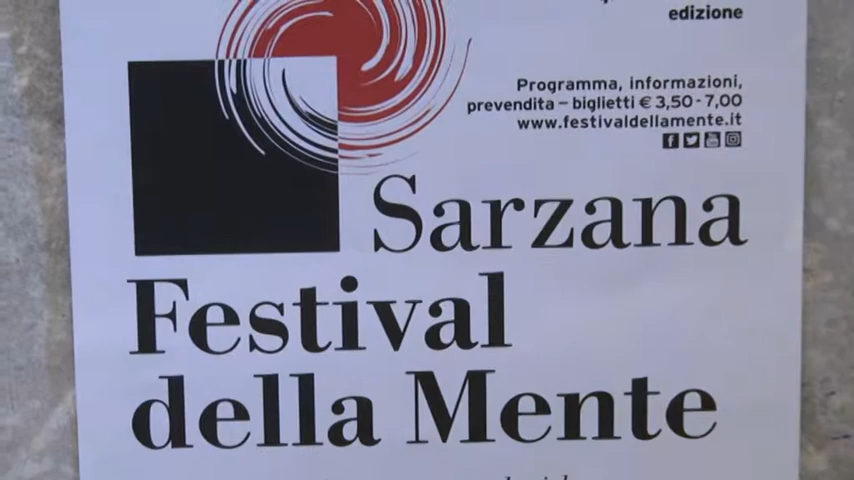 edizione
Programma, informazioni,
prevendita – biglietti € 3,50 - 7,00
www.festivaldellamente.it
Sarzana
Festival
della Mente